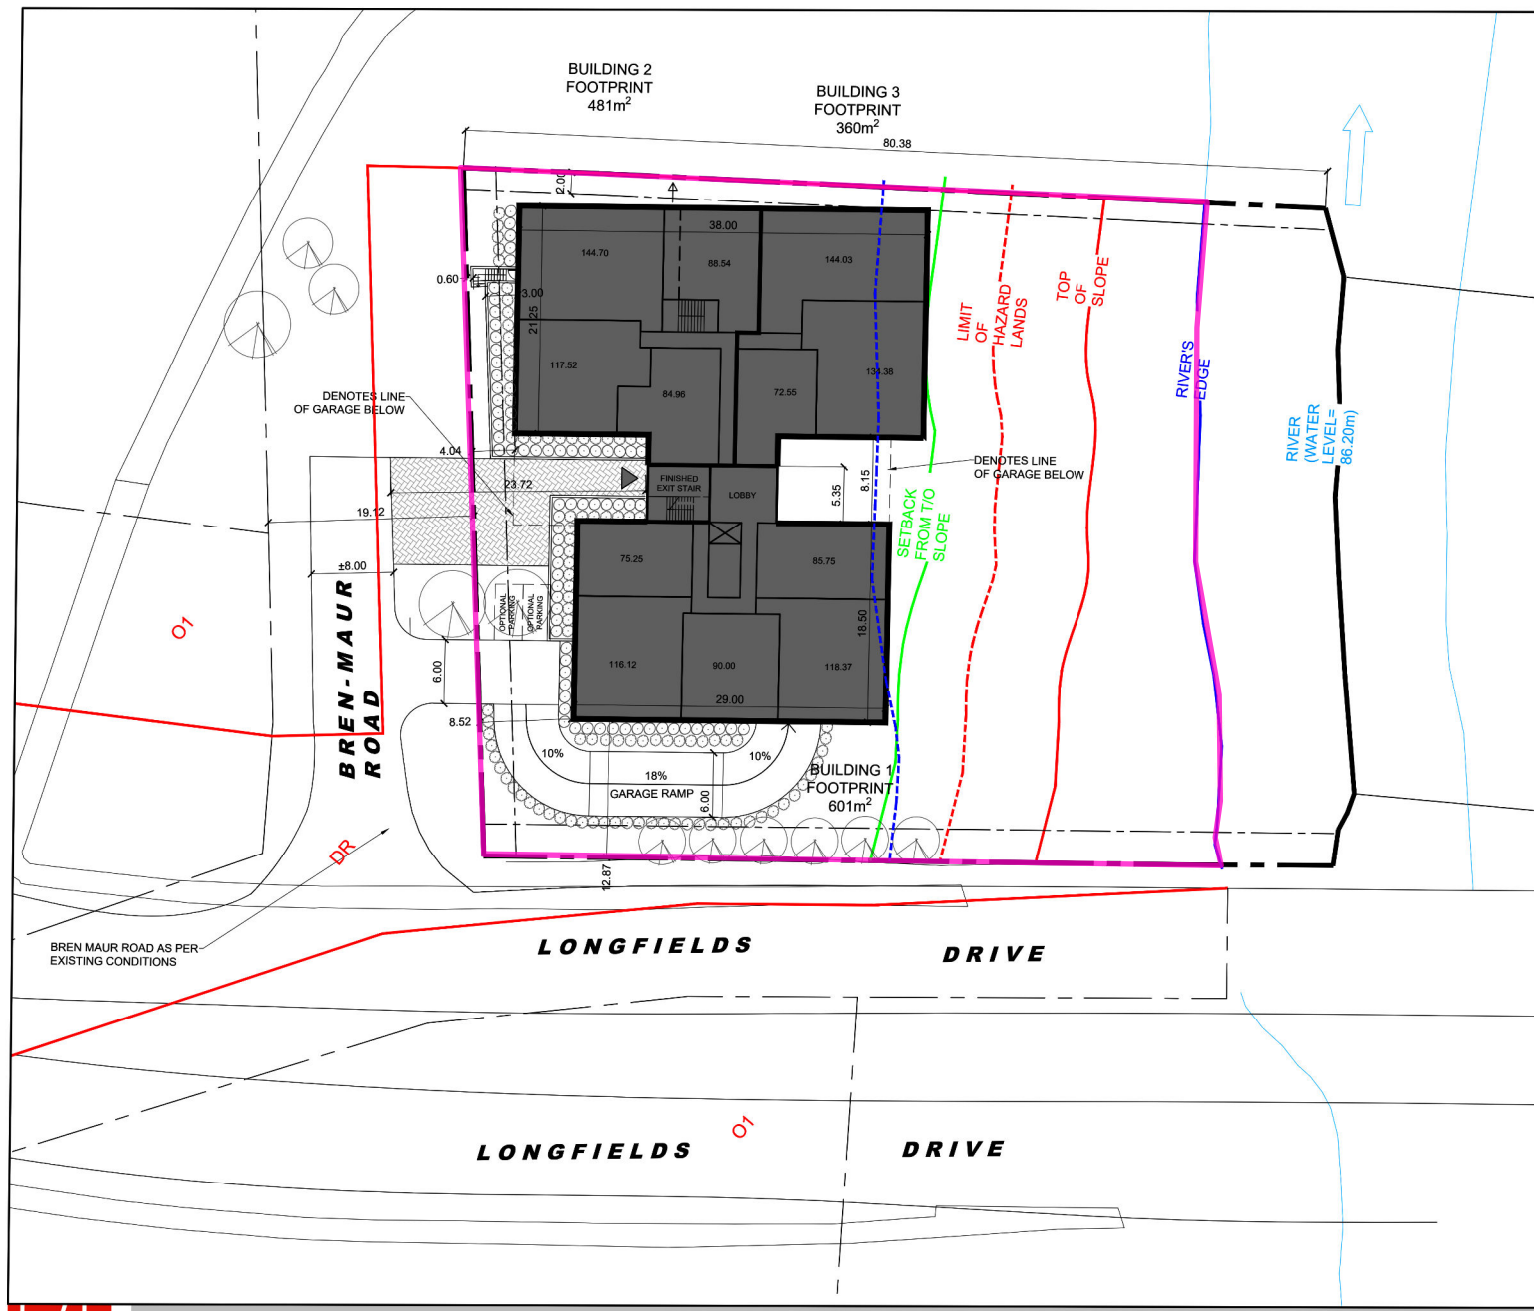 BUILDING 2
FOOTPRINT
481m²
BUILDING 3
FOOTPRINT
360m²
80.38
2.00
38.00
144.70
88.54
144.03
0.60
3.00
21.25
117.52
84.96
72.55
134.38
LIMIT
OF
HAZARD
LANDS
TOP
OF
SLOPE
RIVER'S
EDGE
RIVER
(WATER
LEVEL=
86.20m)
DENOTES LINE
OF GARAGE BELOW
4.04
23.72
19.12
±8.00
FINISHED
EXIT STAIR
LOBBY
5.35
8.15
DENOTES LINE
OF GARAGE BELOW
SETBACK
FROM T/O
SLOPE
75.25
85.75
OPTIONAL
PARKING
OPTIONAL
PARKING
O1
BREN-MAUR
ROAD
6.00
116.12
90.00
118.37
18.50
29.00
8.52
10%
18%
10%
GARAGE RAMP
6.00
BUILDING 1
FOOTPRINT
601m²
DR
12.87
BREN MAUR ROAD AS PER
EXISTING CONDITIONS
LONGFIELDS DRIVE
O1
LONGFIELDS DRIVE